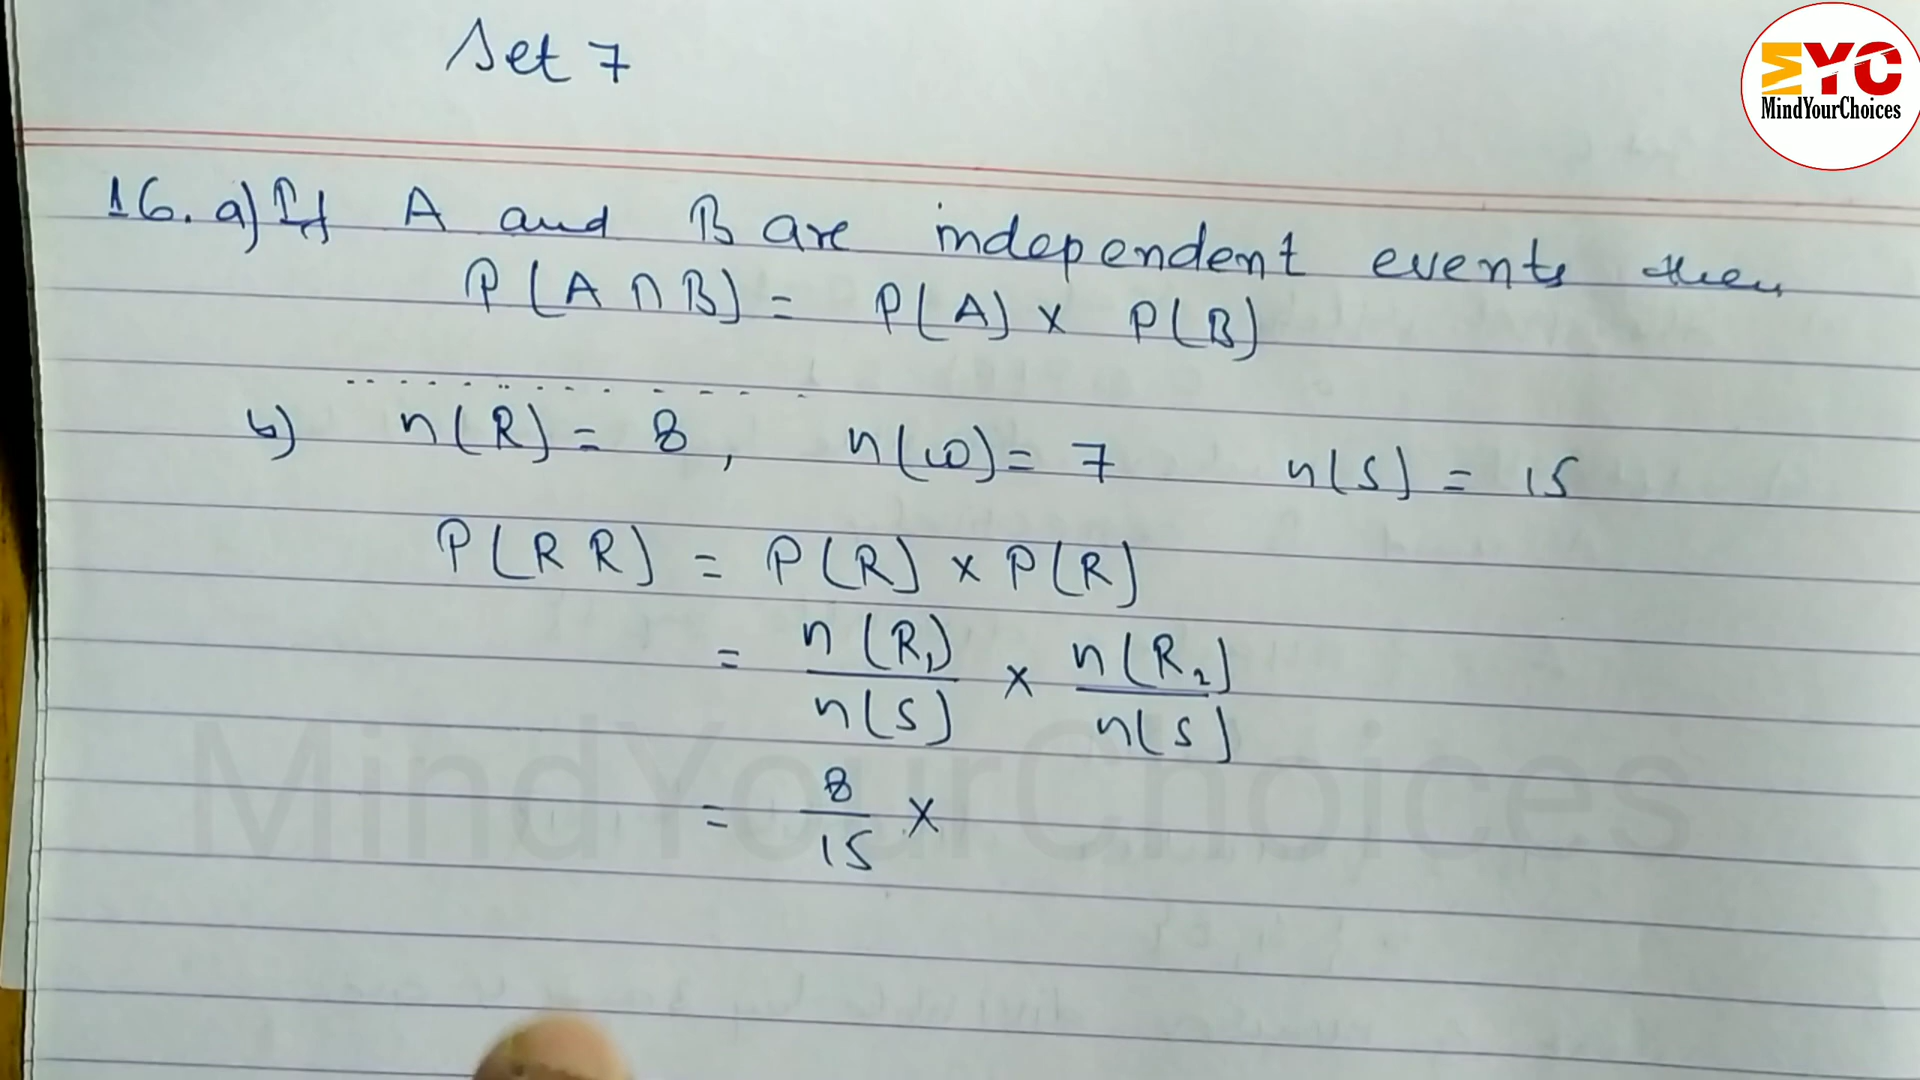 Set 7
MYC
MindYourChoices
16. a) If A and B are independent events then
P(A∩B) = P(A) × P(B)
b) n(R) = 8, n(W) = 7 n(S) = 15
P(RR) = P(R) × P(R)
= n(R₁)/n(S) × n(R₂)/n(S)
= 8/15 ×
MindYourChoices